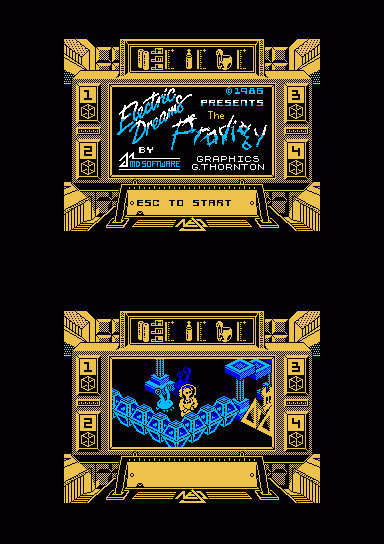 ©1986
PRESENTS
Electric
Dreams
The
Prodigy
BY
MD SOFTWARE
GRAPHICS
G.THORNTON
1
2
3
4
ESC TO START
1
2
3
4